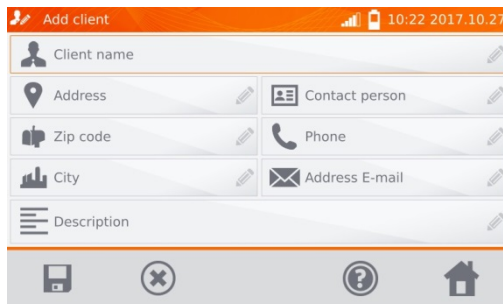 Add client 10:22 2017.10.27
Client name
Address Contact person
Zip code Phone
City Address E-mail
Description